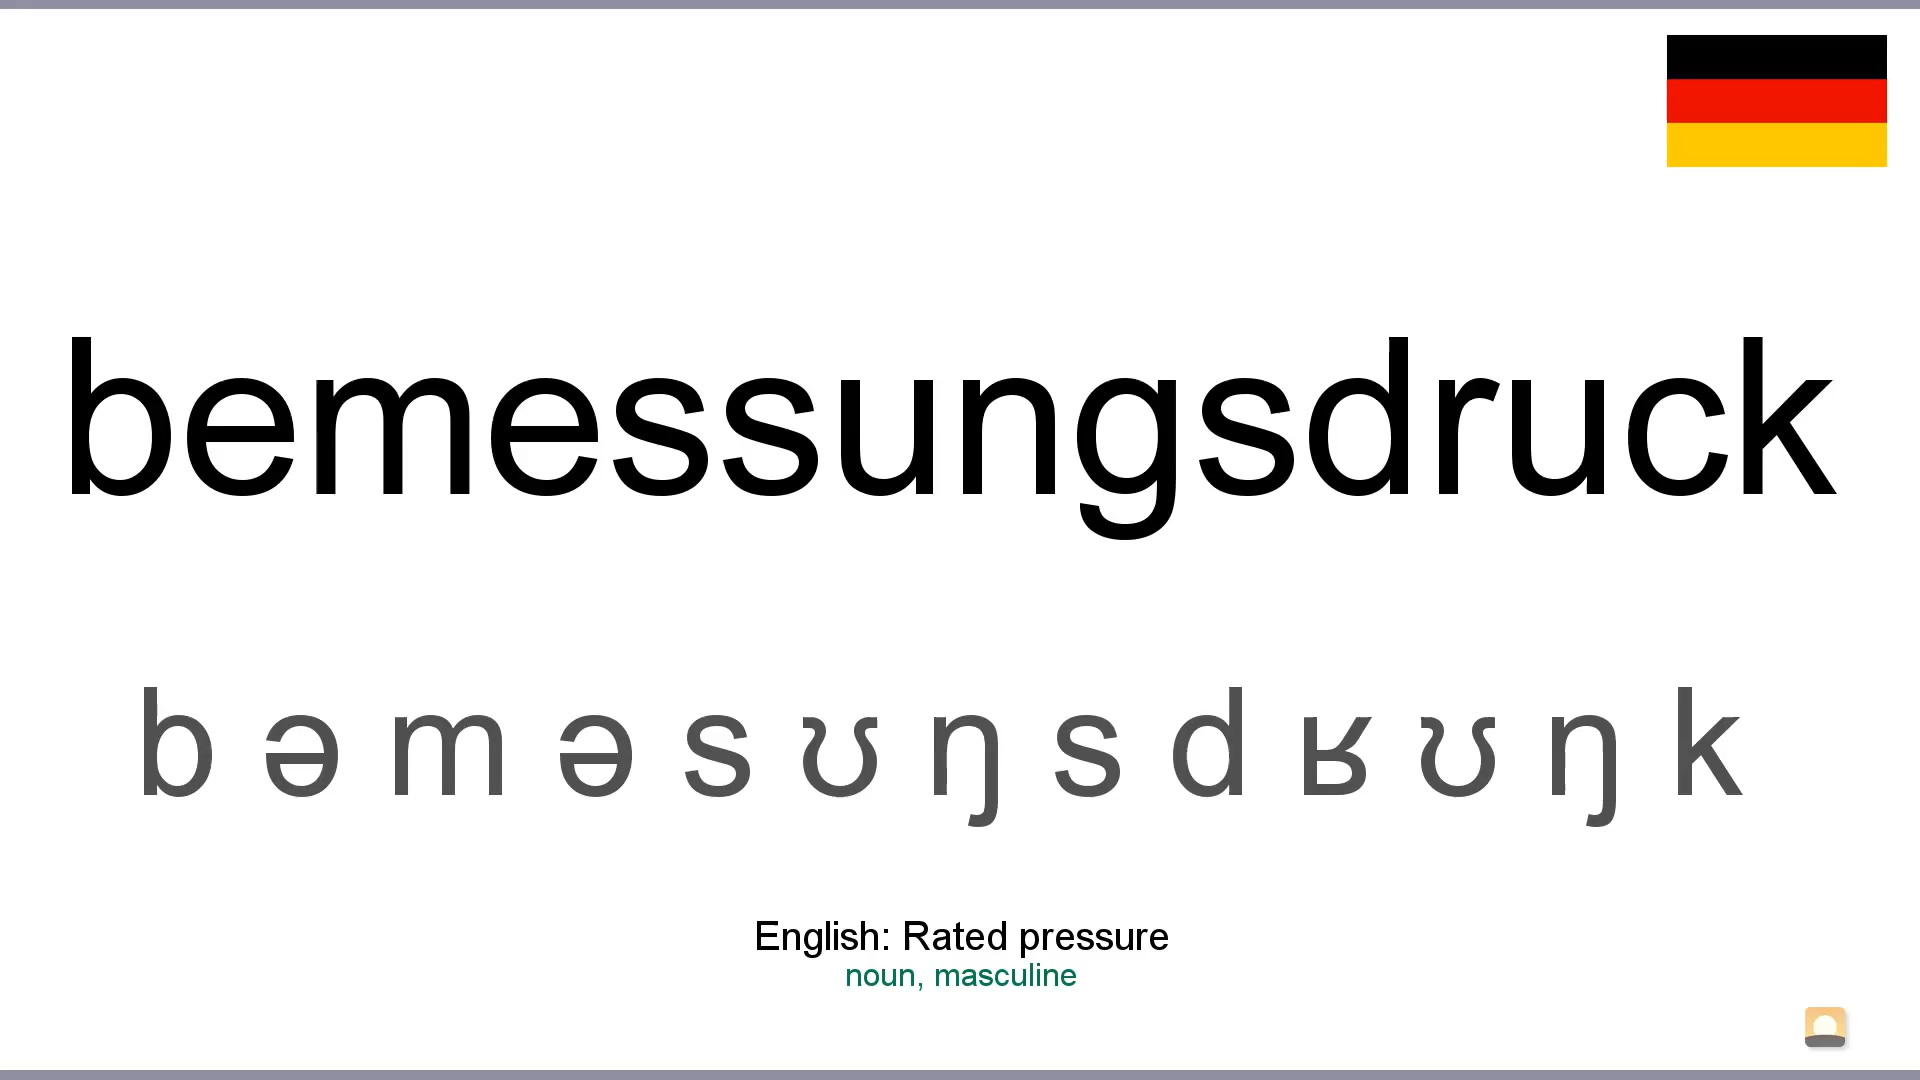 bemessungsdruck
b ə m ə s ʊ ŋ s d ʁ ʊ ŋ k
English: Rated pressure
noun, masculine